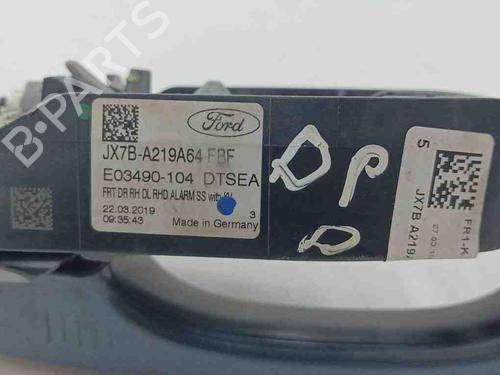 B-PARTS
Ford
JX7B-A219A64-FBF
E03490-104 DTSEA
FRT DR RH DL RHD ALARM SS with
22.03.2019
09:35:43
3
Made in Germany
D P
D
5
JX7B A219A
FR1-K